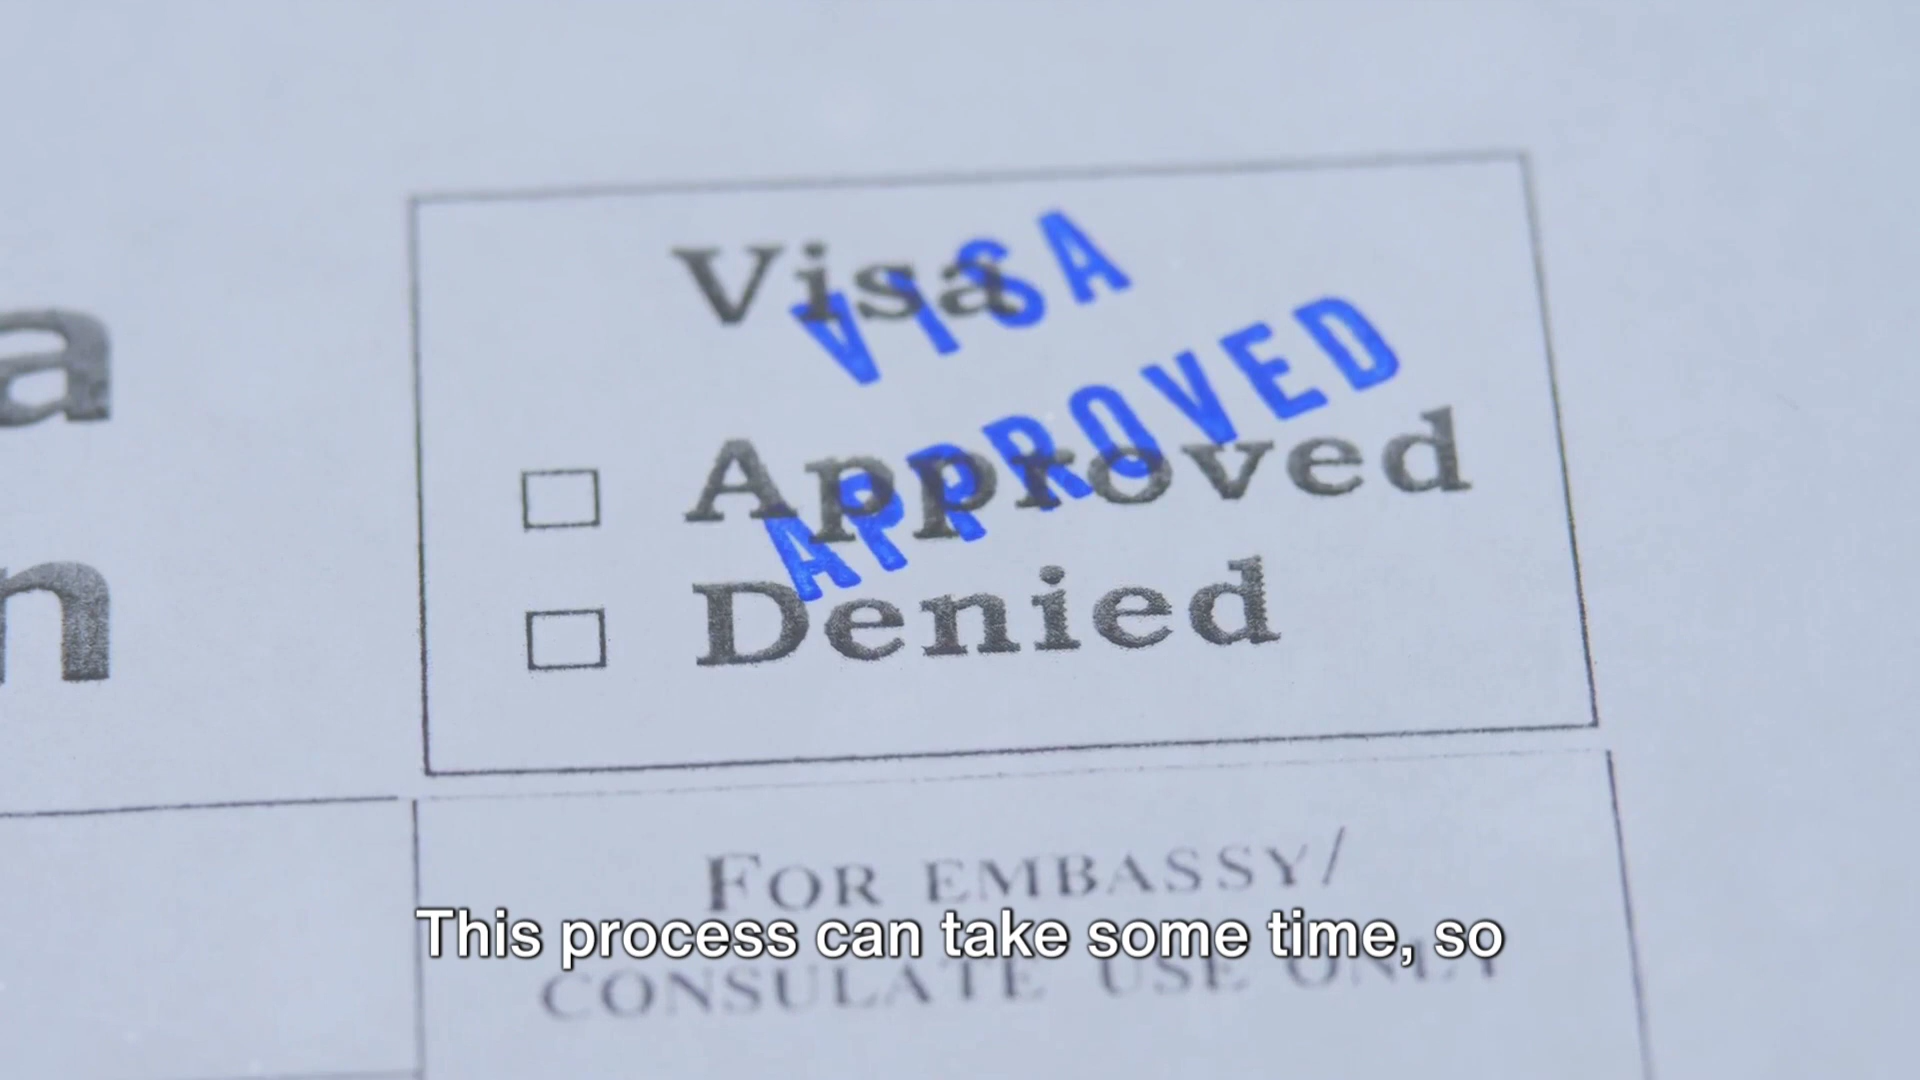 Visa
VISA
APPROVED
Approved
Denied
a
n
FOR EMBASSY/
CONSULATE USE ONLY
This process can take some time, so